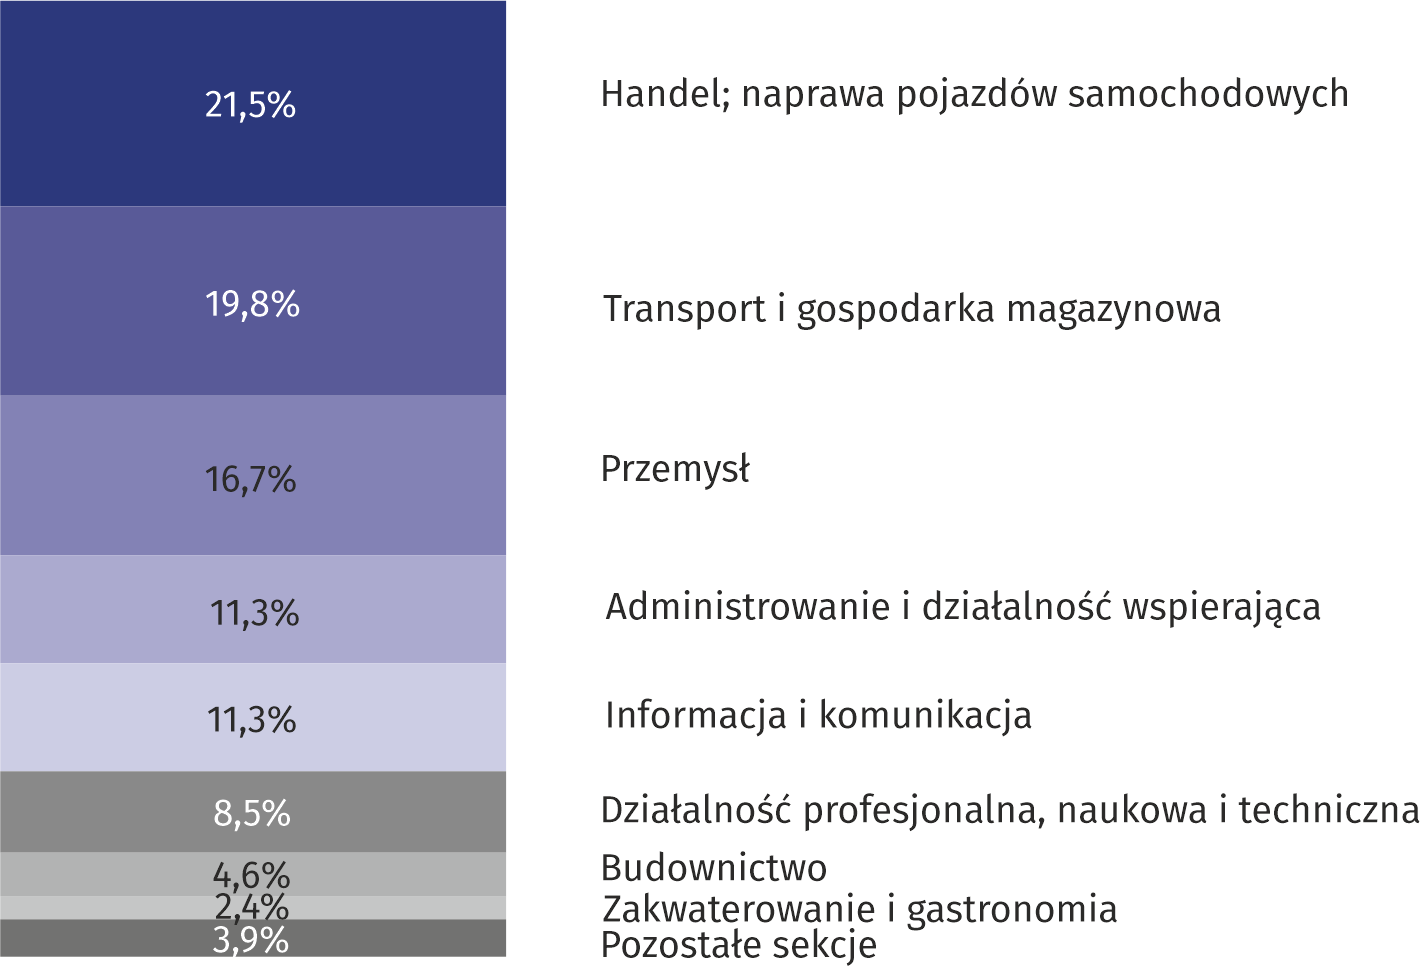 21,5% Handel; naprawa pojazdów samochodowych
19,8% Transport i gospodarka magazynowa
16,7% Przemysł
11,3% Administrowanie i działalność wspierająca
11,3% Informacja i komunikacja
8,5% Działalność profesjonalna, naukowa i techniczna
4,6% Budownictwo
2,4% Zakwaterowanie i gastronomia
3,9% Pozostałe sekcje